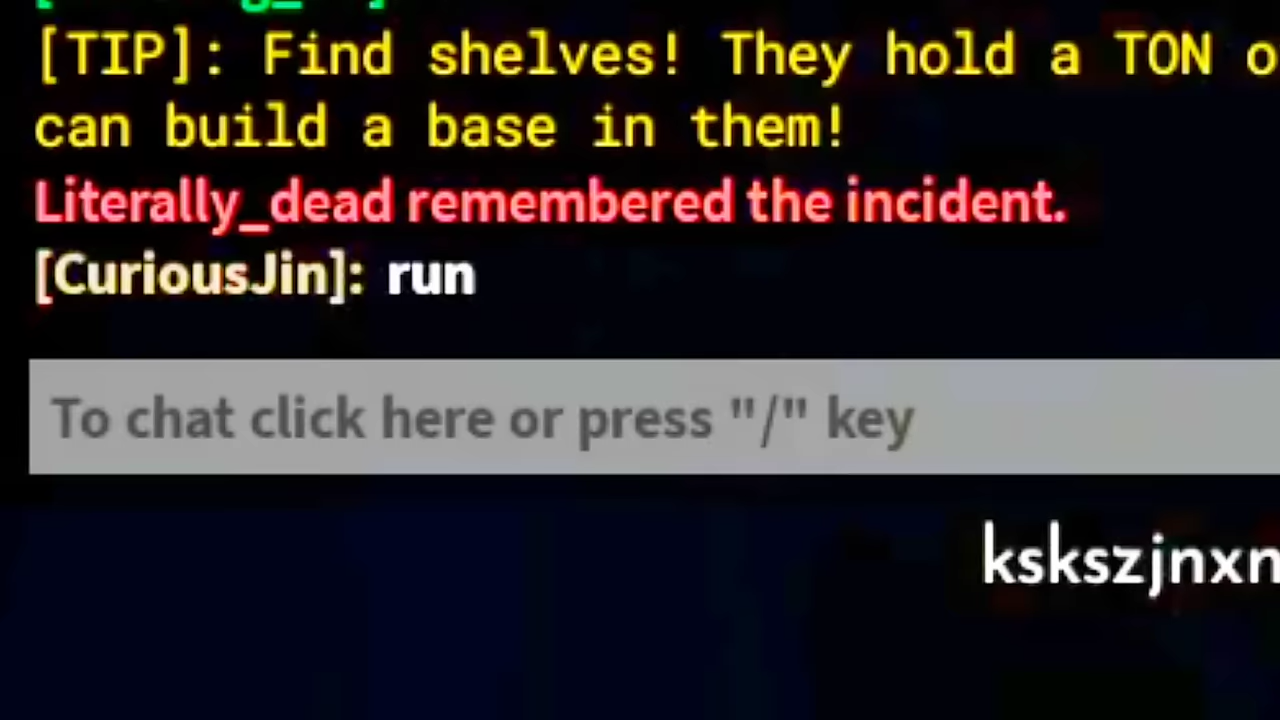 [TIP]: Find shelves! They hold a TON
can build a base in them!
Literally_dead remembered the incident.
[CuriousJin]: run
To chat click here or press "/" key
kskszjnxn